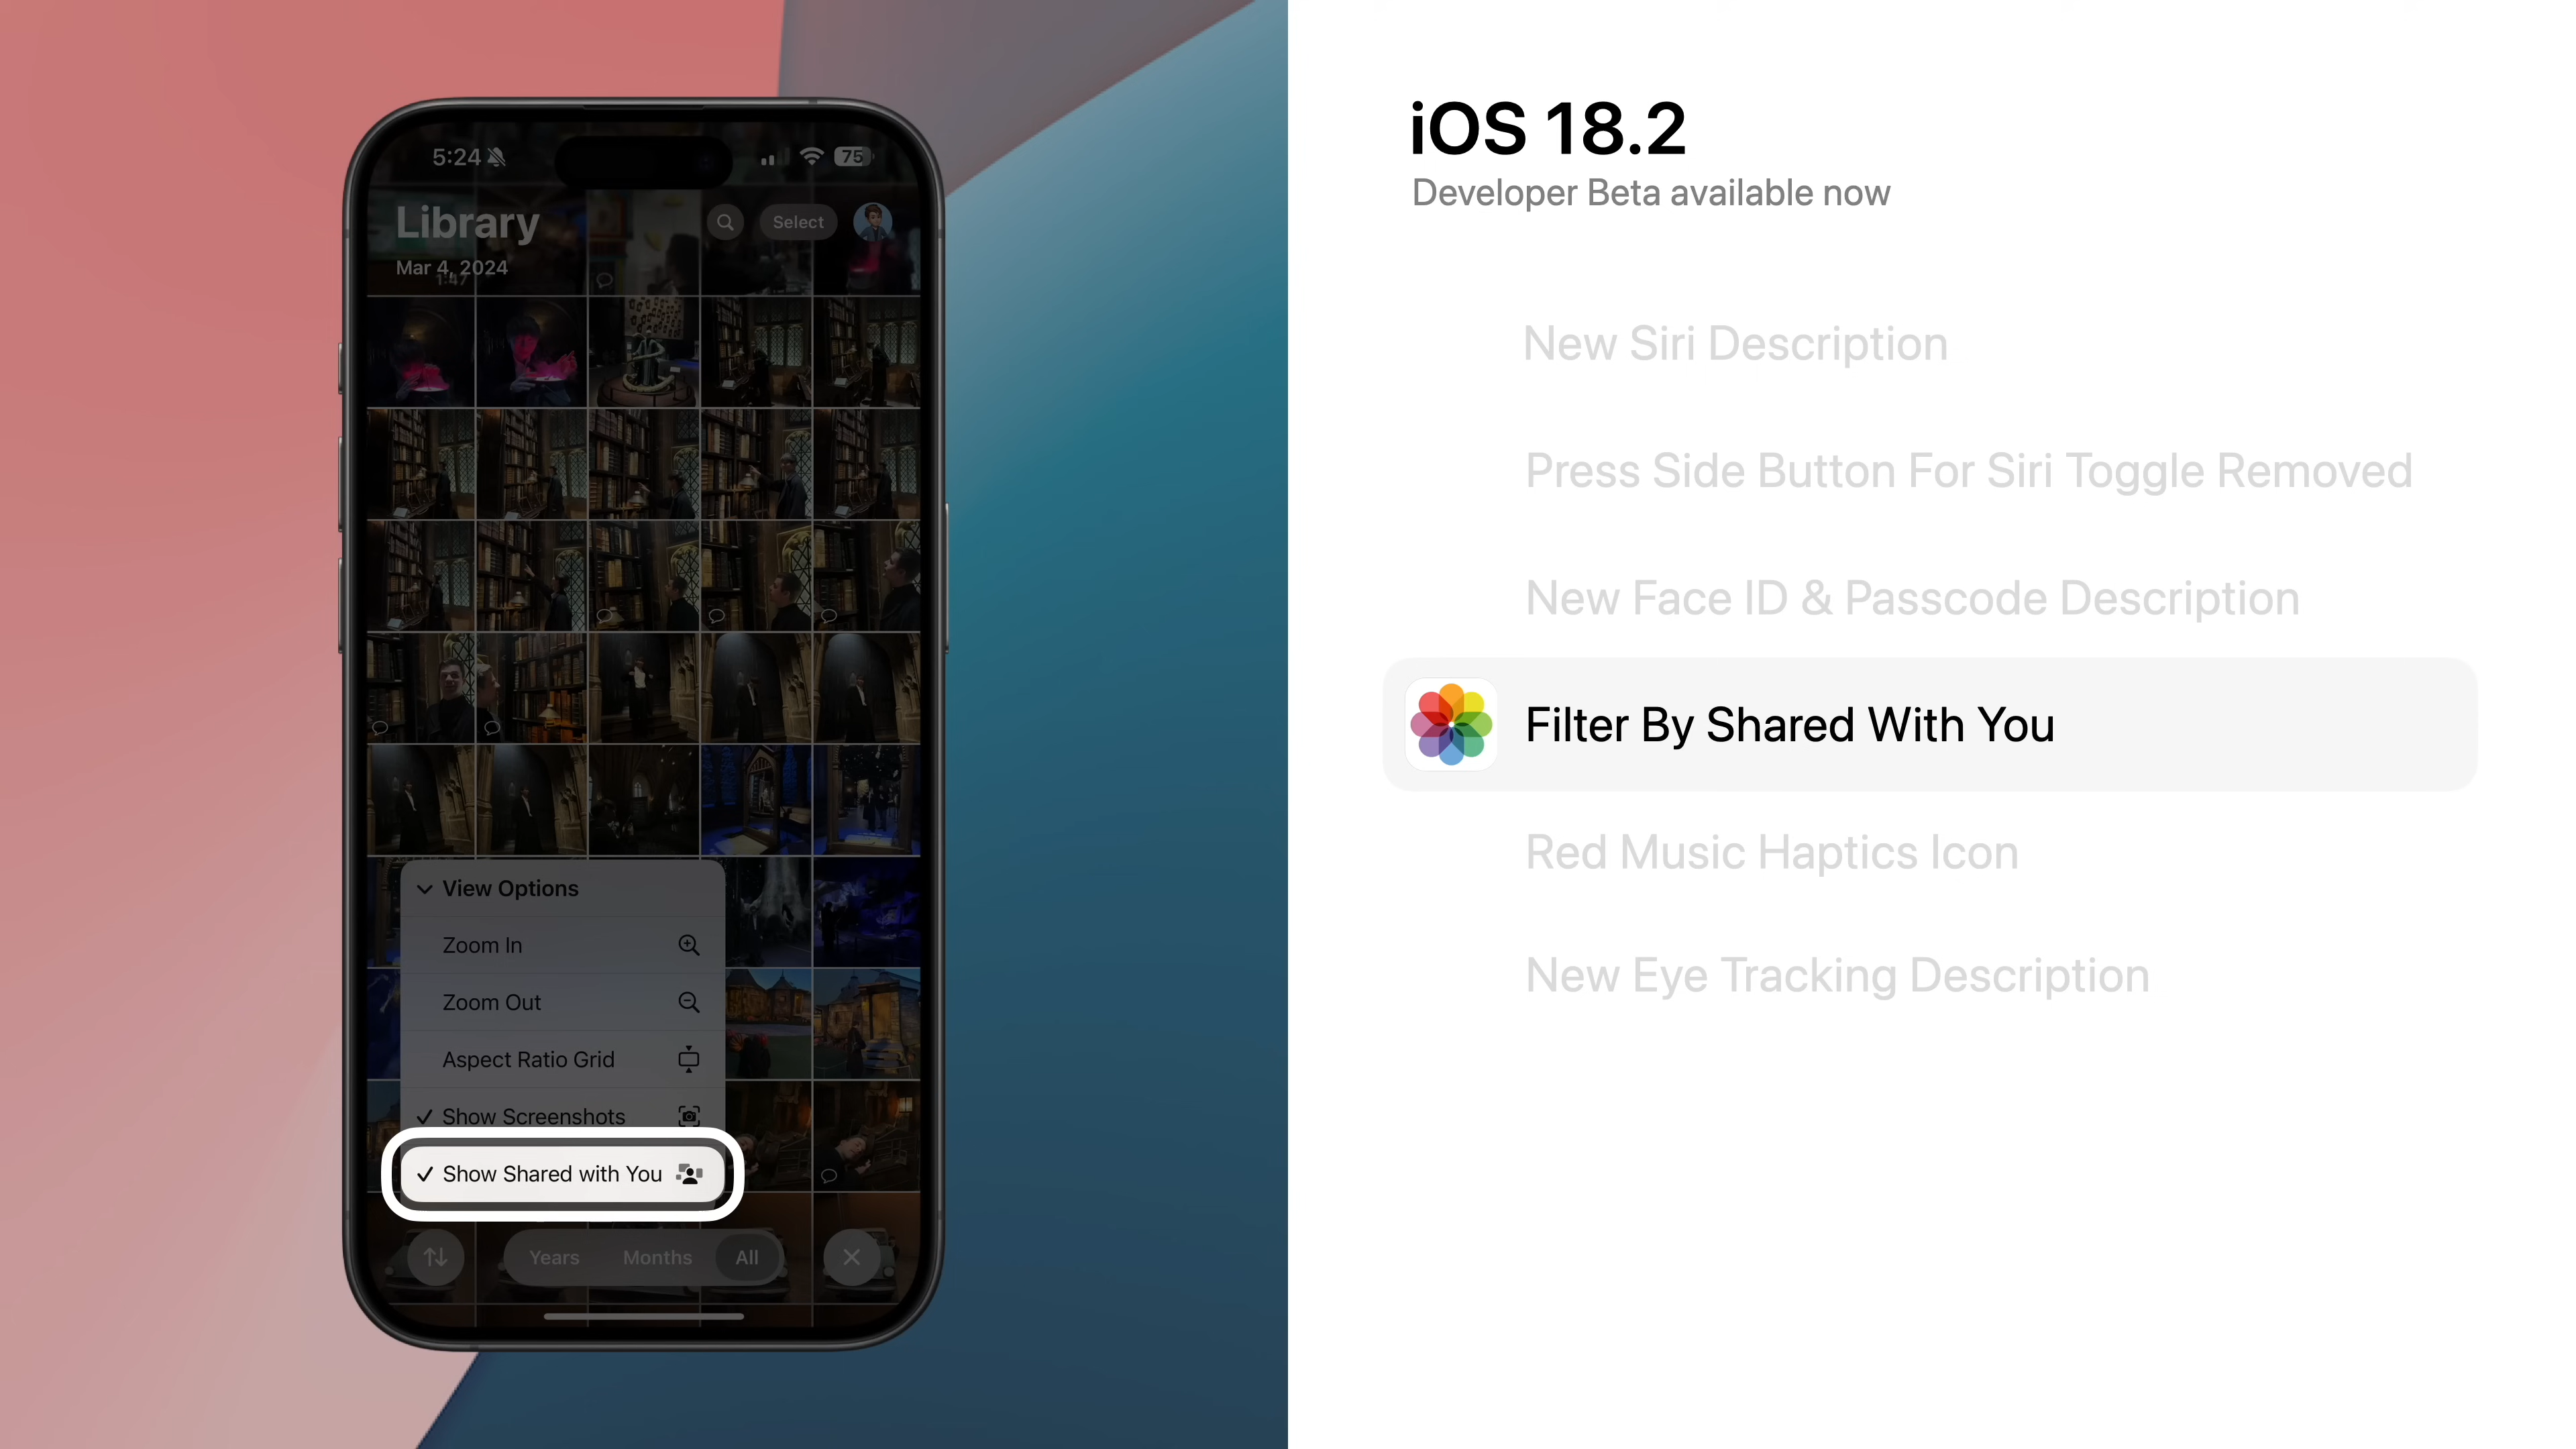 5:24
75
Library
Select
Mar 4, 2024
1:47
View Options
Zoom In
Zoom Out
Aspect Ratio Grid
Show Screenshots
Show Shared with You
Years
Months
All
iOS 18.2
Developer Beta available now
New Siri Description
Press Side Button For Siri Toggle Removed
New Face ID & Passcode Description
Filter By Shared With You
Red Music Haptics Icon
New Eye Tracking Description